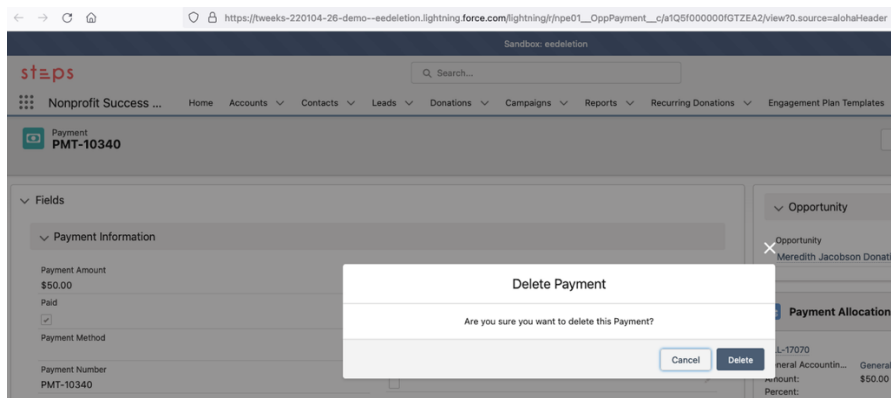 https://tweeks-220104-26-demo--eedeletion.lightning.force.com/lightning/r/npe01__OppPayment__c/a1Q5f000000fGTZEA2/view?0.source=alohaHeader
Sandbox: eedeletion
steps
Search...
Nonprofit Success ... Home Accounts Contacts Leads Donations Campaigns Reports Recurring Donations Engagement Plan Templates
Payment
PMT-10340
Fields
Payment Information
Payment Amount
$50.00
Paid
Payment Method
Payment Number
PMT-10340
Delete Payment
Are you sure you want to delete this Payment?
Cancel Delete
Opportunity
Opportunity
Meredith Jacobson Donati
Payment Allocation
L-17070
neral Accountin... General
Amount: $50.00
Percent: